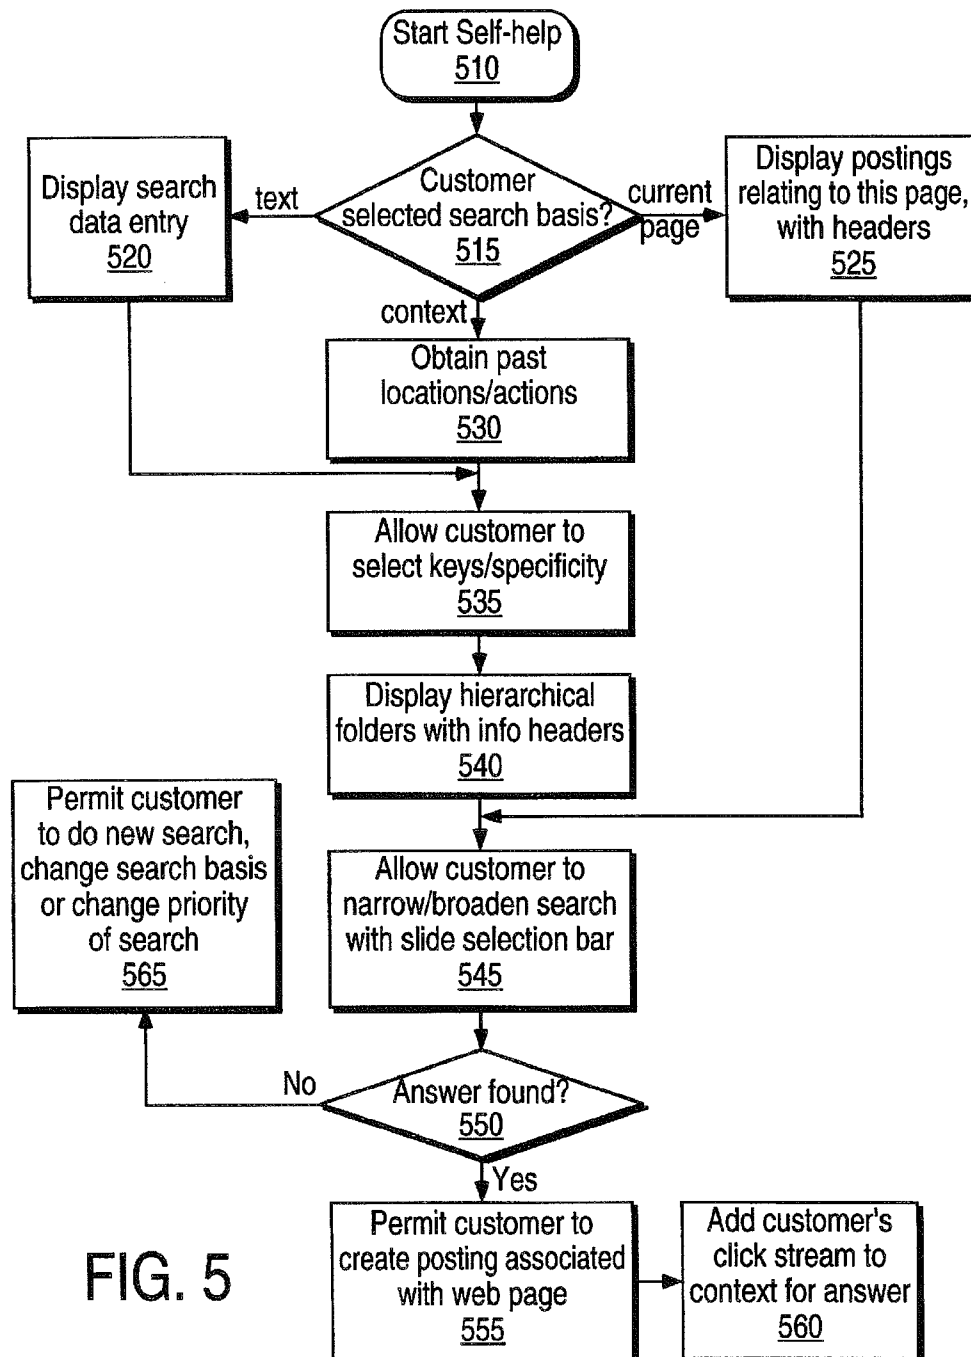 Start Self-help
510
Customer
selected search basis?
515
text
current
page
context
Display search
data entry
520
Display postings
relating to this page,
with headers
525
Obtain past
locations/actions
530
Allow customer to
select keys/specificity
535
Display hierarchical
folders with info headers
540
Allow customer to
narrow/broaden search
with slide selection bar
545
Permit customer
to do new search,
change search basis
or change priority
of search
565
Answer found?
550
No
Yes
Permit customer to
create posting associated
with web page
555
Add customer's
click stream to
context for answer
560
FIG. 5